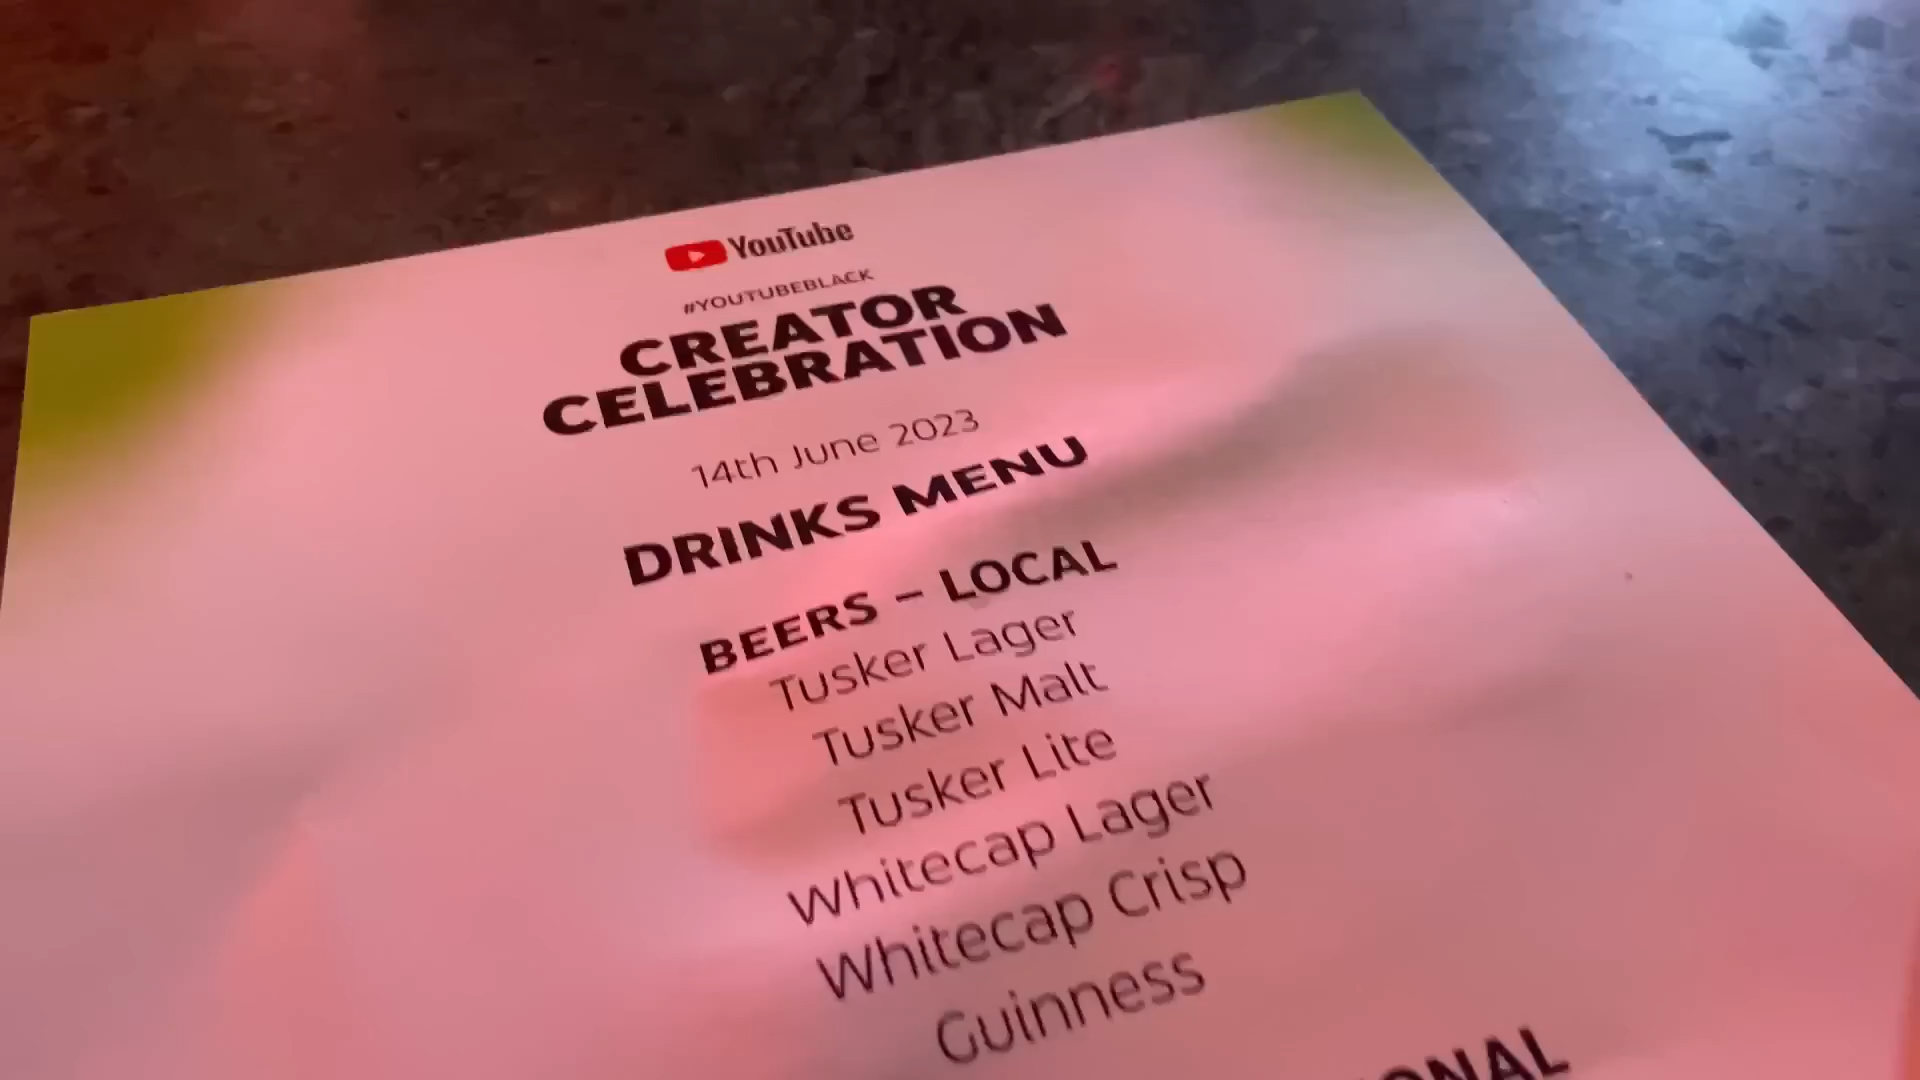 YouTube
#YOUTUBEBLACK
CREATOR
CELEBRATION
14th June 2023
DRINKS MENU
BEERS – LOCAL
Tusker Lager
Tusker Malt
Tusker Lite
Whitecap Lager
Whitecap Crisp
Guinness